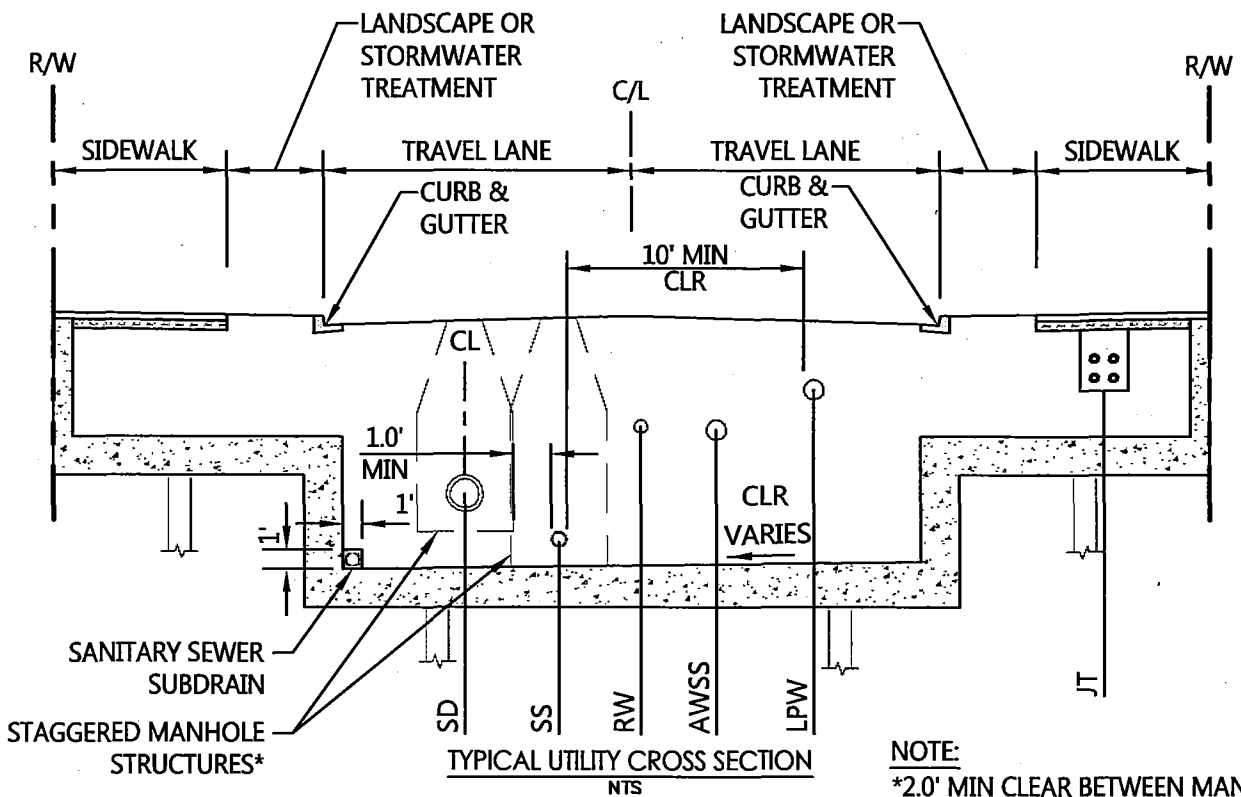 LANDSCAPE OR
STORMWATER
TREATMENT
LANDSCAPE OR
STORMWATER
TREATMENT
R/W
C/L
R/W
SIDEWALK
TRAVEL LANE
TRAVEL LANE
SIDEWALK
CURB &
GUTTER
CURB &
GUTTER
10' MIN
CLR
CL
1.0'
MIN
1'
1'
CLR
VARIES
SANITARY SEWER
SUBDRAIN
STAGGERED MANHOLE
STRUCTURES*
SD
SS
RW
AWSS
LPW
JT
TYPICAL UTILITY CROSS SECTION
NTS
NOTE:
*2.0' MIN CLEAR BETWEEN MAN